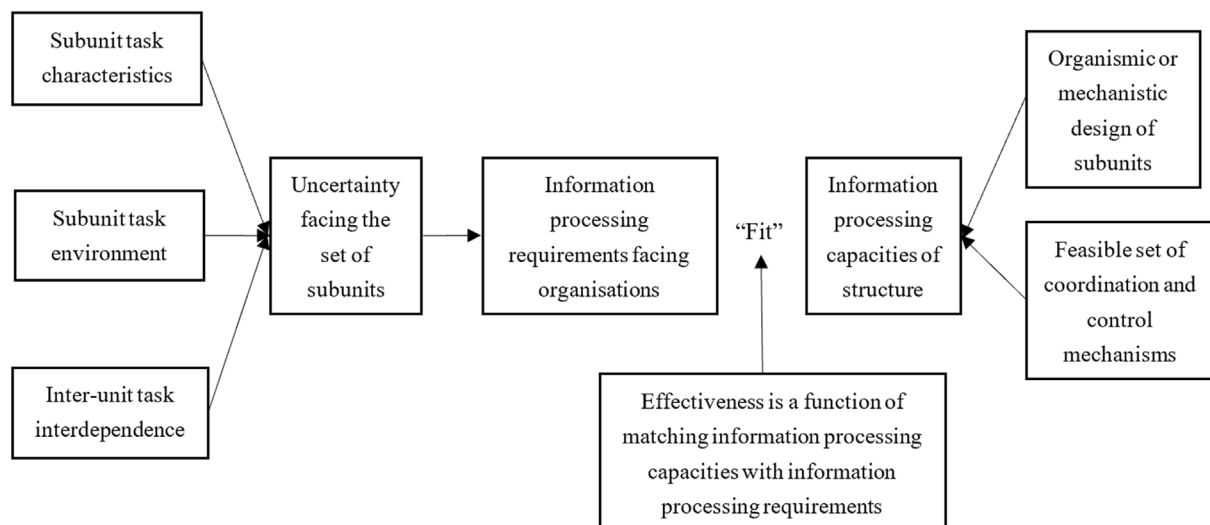 Subunit task
characteristics
Subunit task
environment
Inter-unit task
interdependence
Uncertainty
facing the
set of
subunits
Information
processing
requirements facing
organisations
“Fit”
Effectiveness is a function of
matching information processing
capacities with information
processing requirements
Information
processing
capacities of
structure
Organismic or
mechanistic
design of
subunits
Feasible set of
coordination and
control
mechanisms